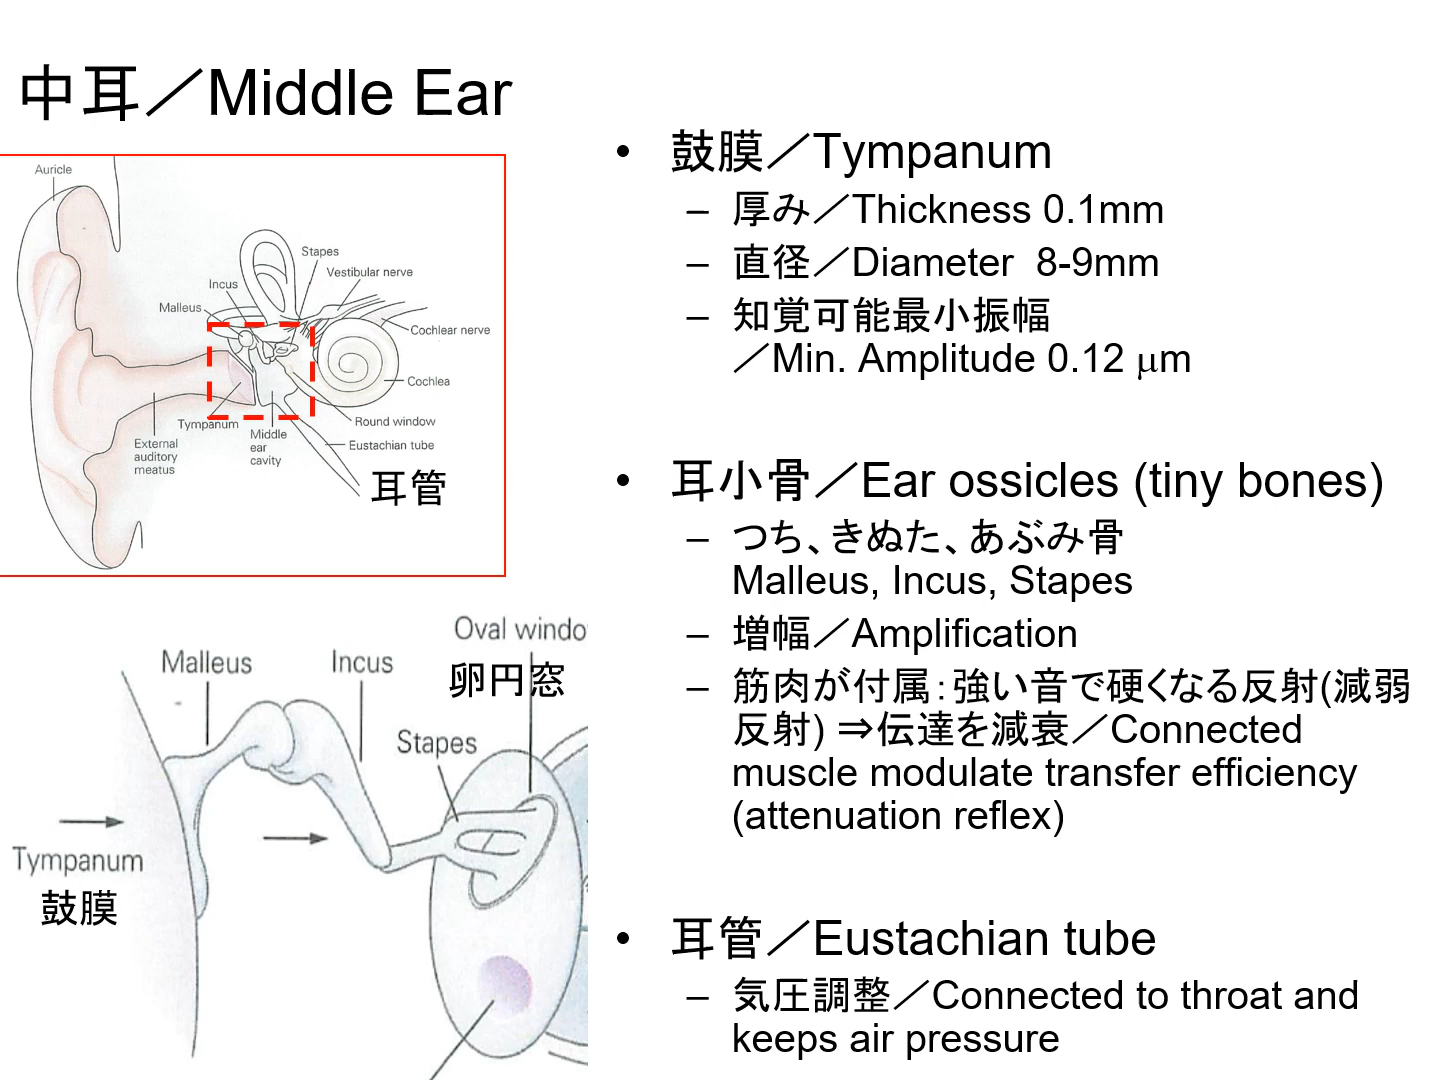 中耳／Middle Ear
Auricle
Stapes
Vestibular nerve
Incus
Malleus
Cochlear nerve
Cochlea
Round window
Tympanum
Middle
ear
cavity
External
auditory
meatus
Eustachian tube
耳管
Oval windo
卵円窓
Malleus
Incus
Stapes
Tympanum
鼓膜
• 鼓膜／Tympanum
– 厚み／Thickness 0.1mm
– 直径／Diameter 8-9mm
– 知覚可能最小振幅
／Min. Amplitude 0.12 μm
• 耳小骨／Ear ossicles (tiny bones)
– つち、きぬた、あぶみ骨
Malleus, Incus, Stapes
– 増幅／Amplification
– 筋肉が付属：強い音で硬くなる反射(減弱
反射) ⇒伝達を減衰／Connected
muscle modulate transfer efficiency
(attenuation reflex)
• 耳管／Eustachian tube
– 気圧調整／Connected to throat and
keeps air pressure